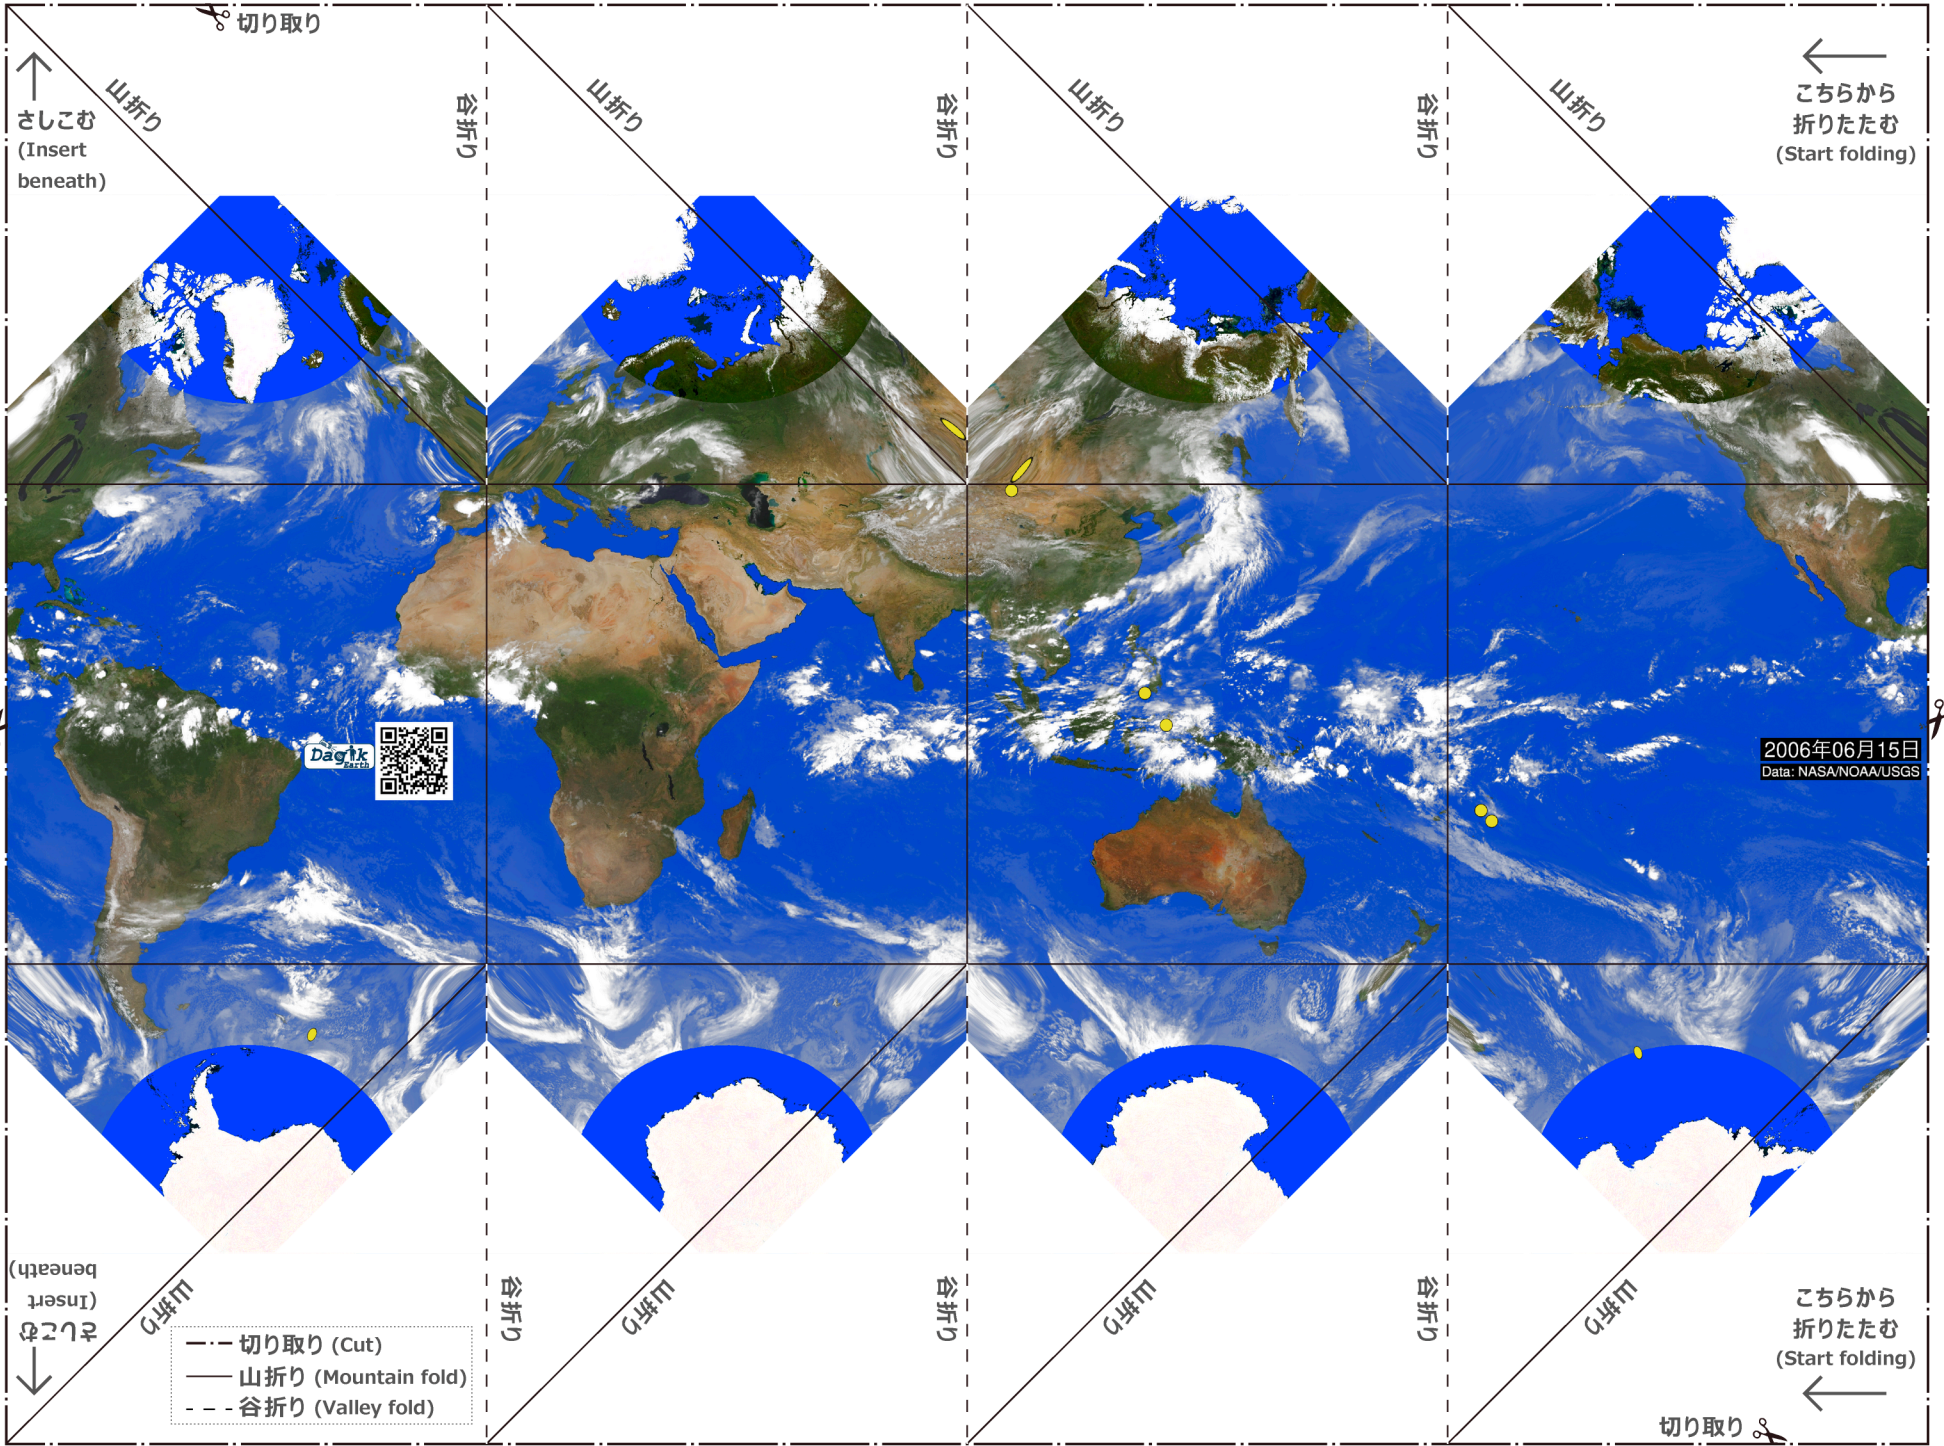 切り取り
山折り
谷折り
山折り
谷折り
山折り
谷折り
山折り
さしこむ
(Insert
beneath)
こちらから
折りたたむ
(Start folding)
Dagik
Earth
2006年06月15日
Data: NASA/NOAA/USGS
さしこむ
(Insert
beneath)
山折り
谷折り
山折り
谷折り
山折り
谷折り
山折り
こちらから
折りたたむ
(Start folding)
切り取り (Cut)
山折り (Mountain fold)
谷折り (Valley fold)
切り取り